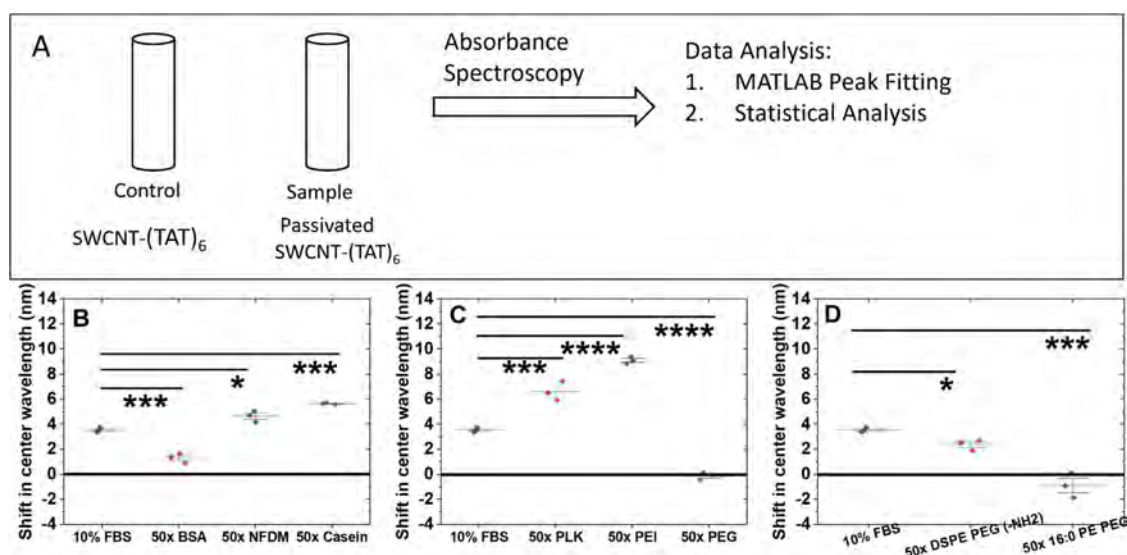 A
Control
SWCNT-(TAT)6
Sample
Passivated
SWCNT-(TAT)6
Absorbance
Spectroscopy
Data Analysis:
1. MATLAB Peak Fitting
2. Statistical Analysis
B
Shift in center wavelength (nm)
14
12
10
8
6
4
2
0
-2
-4
***
*
***
10% FBS 50x BSA 50x NFDM 50x Casein
C
Shift in center wavelength (nm)
14
12
10
8
6
4
2
0
-2
-4
***
****
****
10% FBS 50x PLK 50x PEI 50x PEG
D
Shift in center wavelength (nm)
14
12
10
8
6
4
2
0
-2
-4
*
***
10% FBS
50x DSPE PEG (-NH2)
50x 16:0 PE PEG